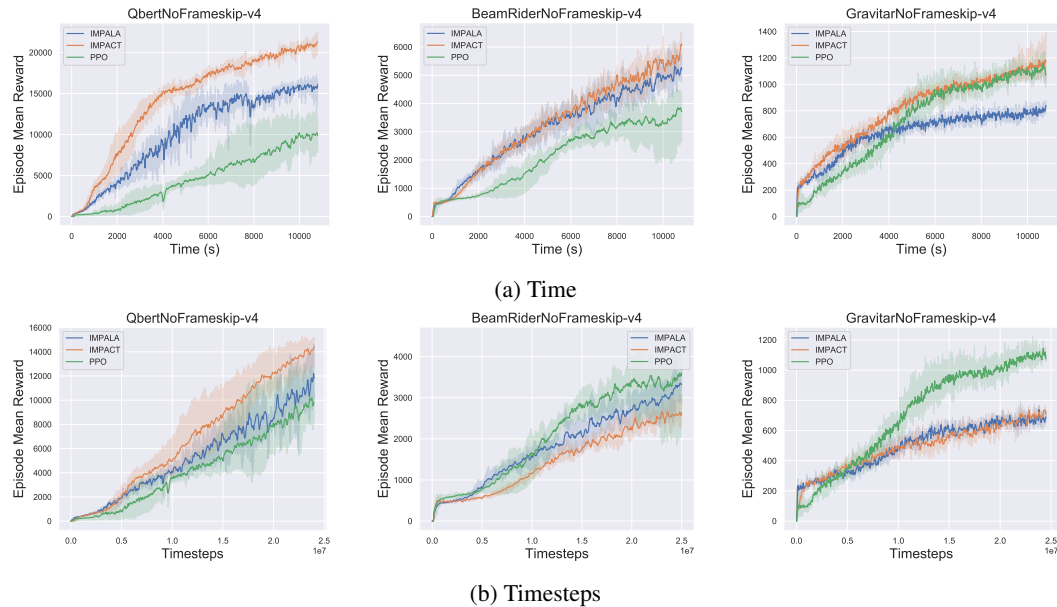 QbertNoFrameskip-v4
IMPALA
IMPACT
PPO
Episode Mean Reward
20000
15000
10000
5000
0
0 2000 4000 6000 8000 10000
Time (s)
BeamRiderNoFrameskip-v4
IMPALA
IMPACT
PPO
Episode Mean Reward
6000
5000
4000
3000
2000
1000
0
0 2000 4000 6000 8000 10000
Time (s)
GravitarNoFrameskip-v4
IMPALA
IMPACT
PPO
Episode Mean Reward
1400
1200
1000
800
600
400
200
0
0 2000 4000 6000 8000 10000
Time (s)
(a) Time
QbertNoFrameskip-v4
IMPALA
IMPACT
PPO
Episode Mean Reward
16000
14000
12000
10000
8000
6000
4000
2000
0
0.0 0.5 1.0 1.5 2.0 2.5
1e7
Timesteps
BeamRiderNoFrameskip-v4
IMPALA
IMPACT
PPO
Episode Mean Reward
4000
3000
2000
1000
0
0.0 0.5 1.0 1.5 2.0 2.5
1e7
Timesteps
GravitarNoFrameskip-v4
IMPALA
IMPACT
PPO
Episode Mean Reward
1200
1000
800
600
400
200
0
0.0 0.5 1.0 1.5 2.0 2.5
1e7
Timesteps
(b) Timesteps